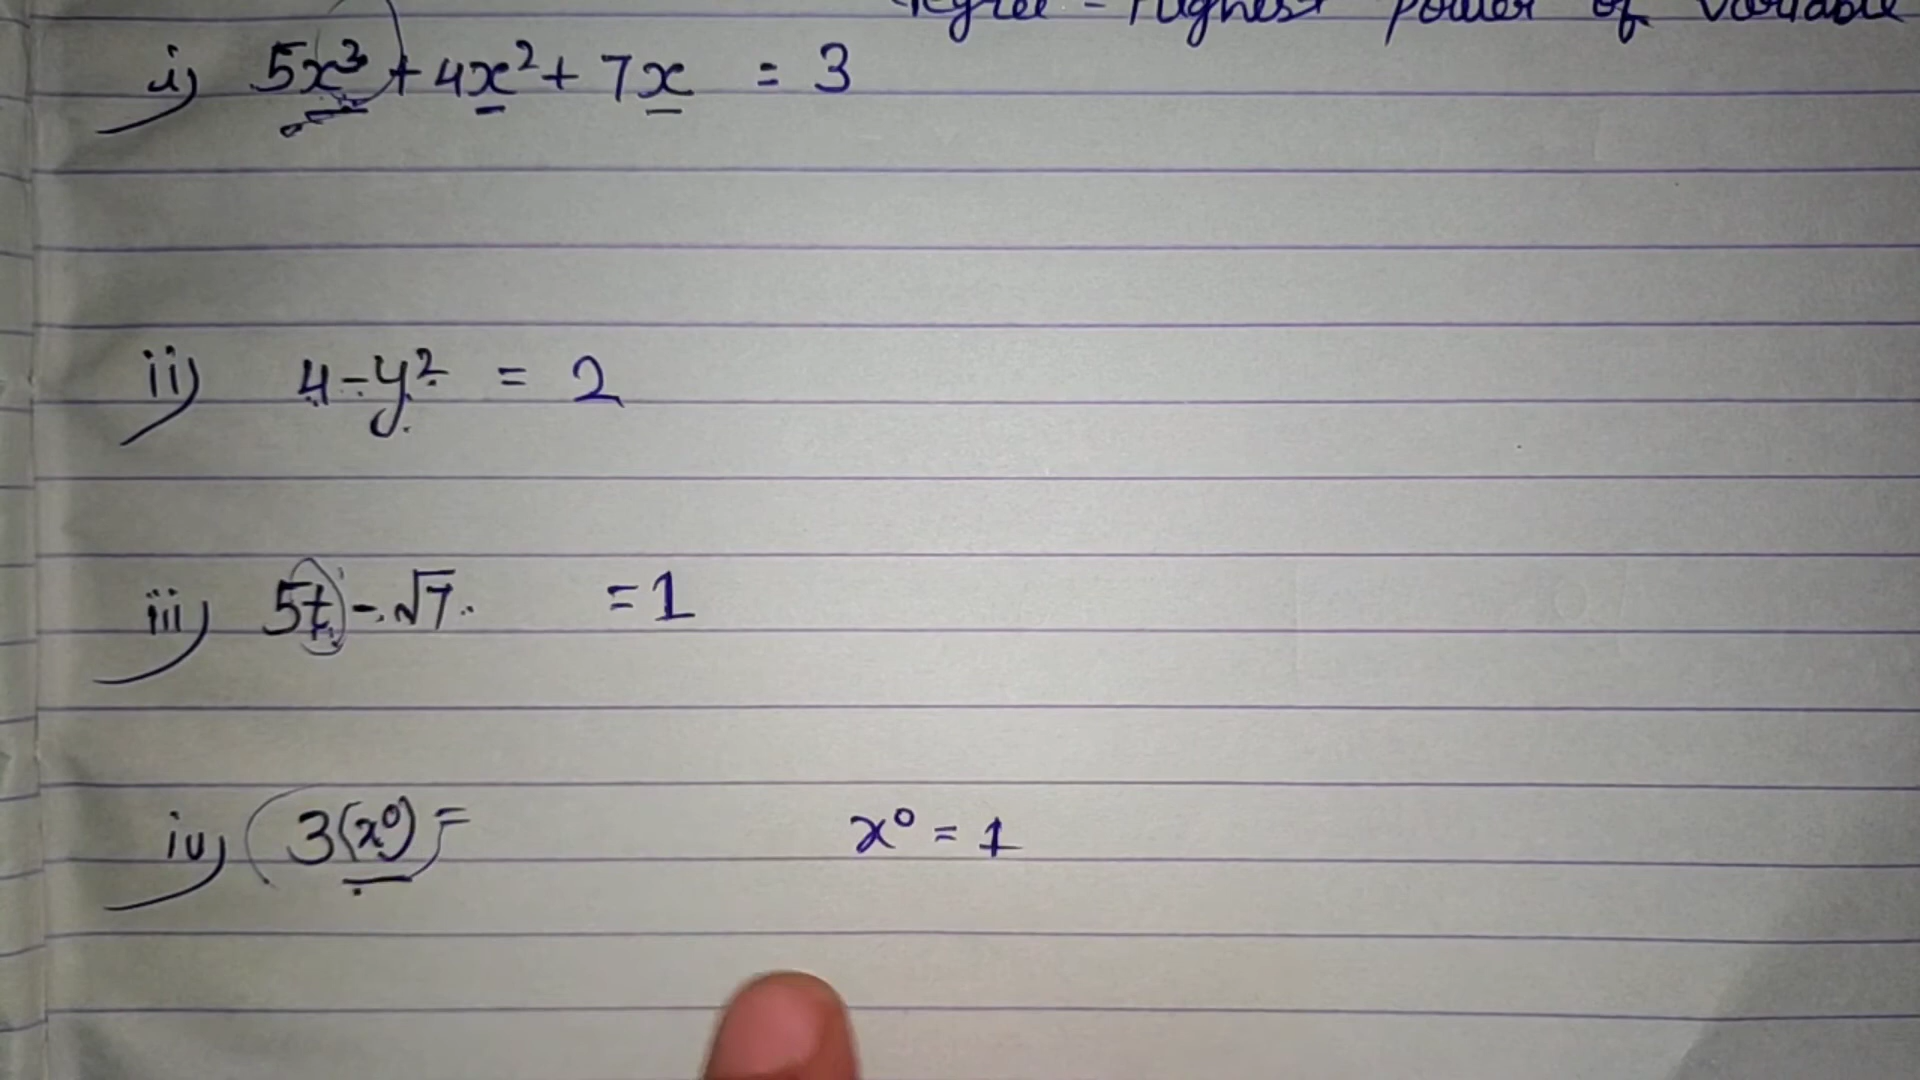 Degree - Highest power of variable
i) 5x³ + 4x² + 7x = 3
ii) 4 - y² = 2
iii) 5t - √7 = 1
iv) 3(x⁰) = x⁰ = 1